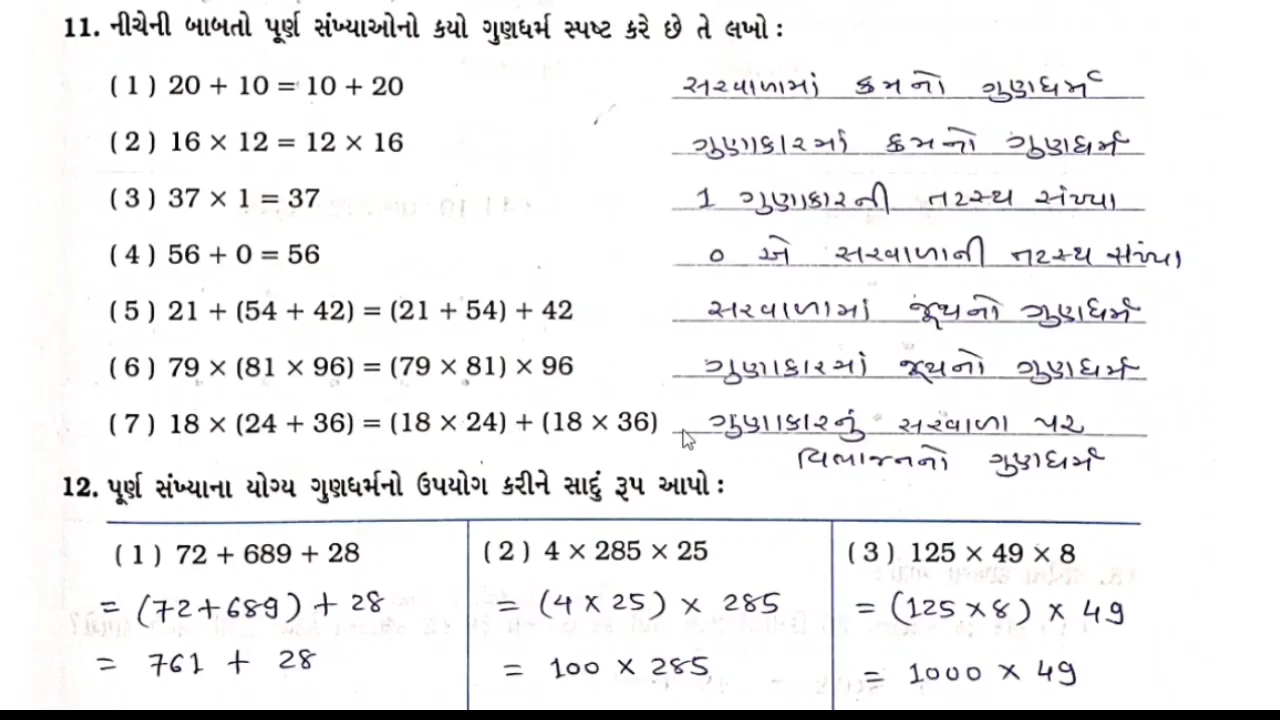 11. નીચેની બાબતો પૂર્ણ સંખ્યાઓનો કયો ગુણધર્મ સ્પષ્ટ કરે છે તે લખો :
(1) 20 + 10 = 10 + 20 સરવાળામાં ક્રમનો ગુણધર્મ
(2) 16 × 12 = 12 × 16 ગુણાકારમાં ક્રમનો ગુણધર્મ
(3) 37 × 1 = 37 1 ગુણાકારની તટસ્થ સંખ્યા
(4) 56 + 0 = 56 0 એ સરવાળાની તટસ્થ સંખ્યા
(5) 21 + (54 + 42) = (21 + 54) + 42 સરવાળામાં જૂથનો ગુણધર્મ
(6) 79 × (81 × 96) = (79 × 81) × 96 ગુણાકારમાં જૂથનો ગુણધર્મ
(7) 18 × (24 + 36) = (18 × 24) + (18 × 36) ગુણાકારનું સરવાળા પર
વિભાજનનો ગુણધર્મ
12. પૂર્ણ સંખ્યાના યોગ્ય ગુણધર્મનો ઉપયોગ કરીને સાદું રૂપ આપો :
(1) 72 + 689 + 28 (2) 4 × 285 × 25 (3) 125 × 49 × 8
= (72+689) + 28 = (4 × 25) × 285 = (125 × 8) × 49
= 761 + 28 = 100 × 285 = 1000 × 49